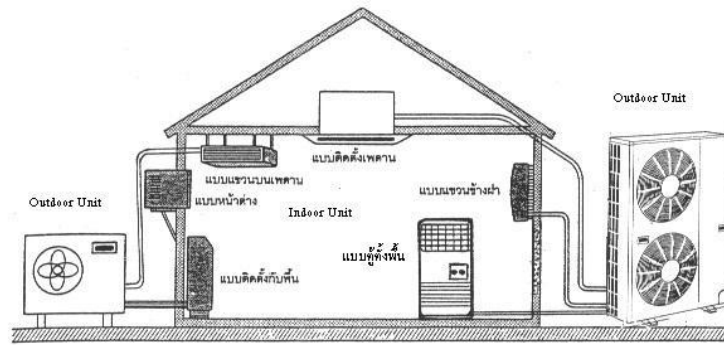 Outdoor Unit
แบบติดตั้งเพดาน
แบบแขวนบนเพดาน
แบบหน้าต่าง
แบบแขวนข้างฝา
Outdoor Unit
Indoor Unit
แบบตู้ตั้งพื้น
แบบติดตั้งกับพื้น